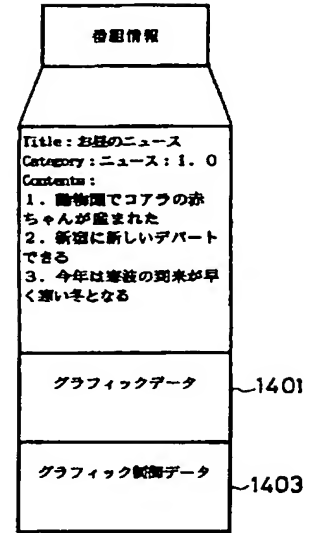 番組情報
Title：お昼のニュース
Category：ニュース：1．0
Contents：
1．動物園でコアラの赤
ちゃんが産まれた
2．新宿に新しいデパート
できる
3．今年は寒波の到来が早
く寒い冬となる
グラフィックデータ
1401
グラフィック制御データ
1403